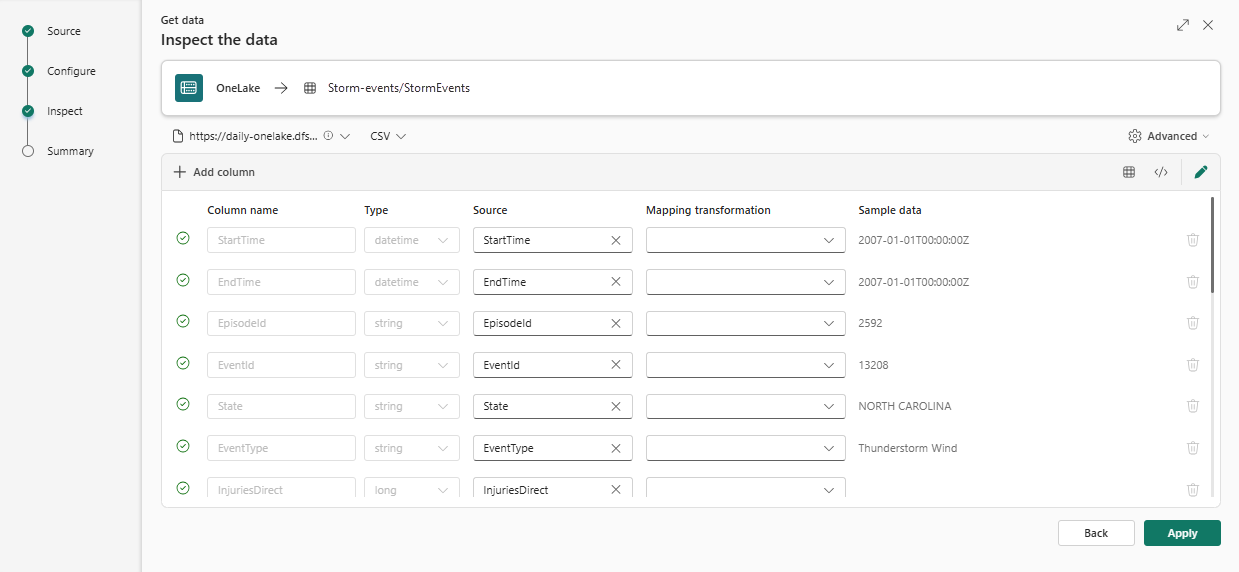 Source
Configure
Inspect
Summary
Get data
Inspect the data
OneLake → Storm-events/StormEvents
https://daily-onelake.dfs... CSV Advanced
Add column </>
Column name Type Source Mapping transformation Sample data
StartTime datetime StartTime 2007-01-01T00:00:00Z
EndTime datetime EndTime 2007-01-01T00:00:00Z
EpisodeId string EpisodeId 2592
EventId string EventId 13208
State string State NORTH CAROLINA
EventType string EventType Thunderstorm Wind
InjuriesDirect long InjuriesDirect
Back Apply